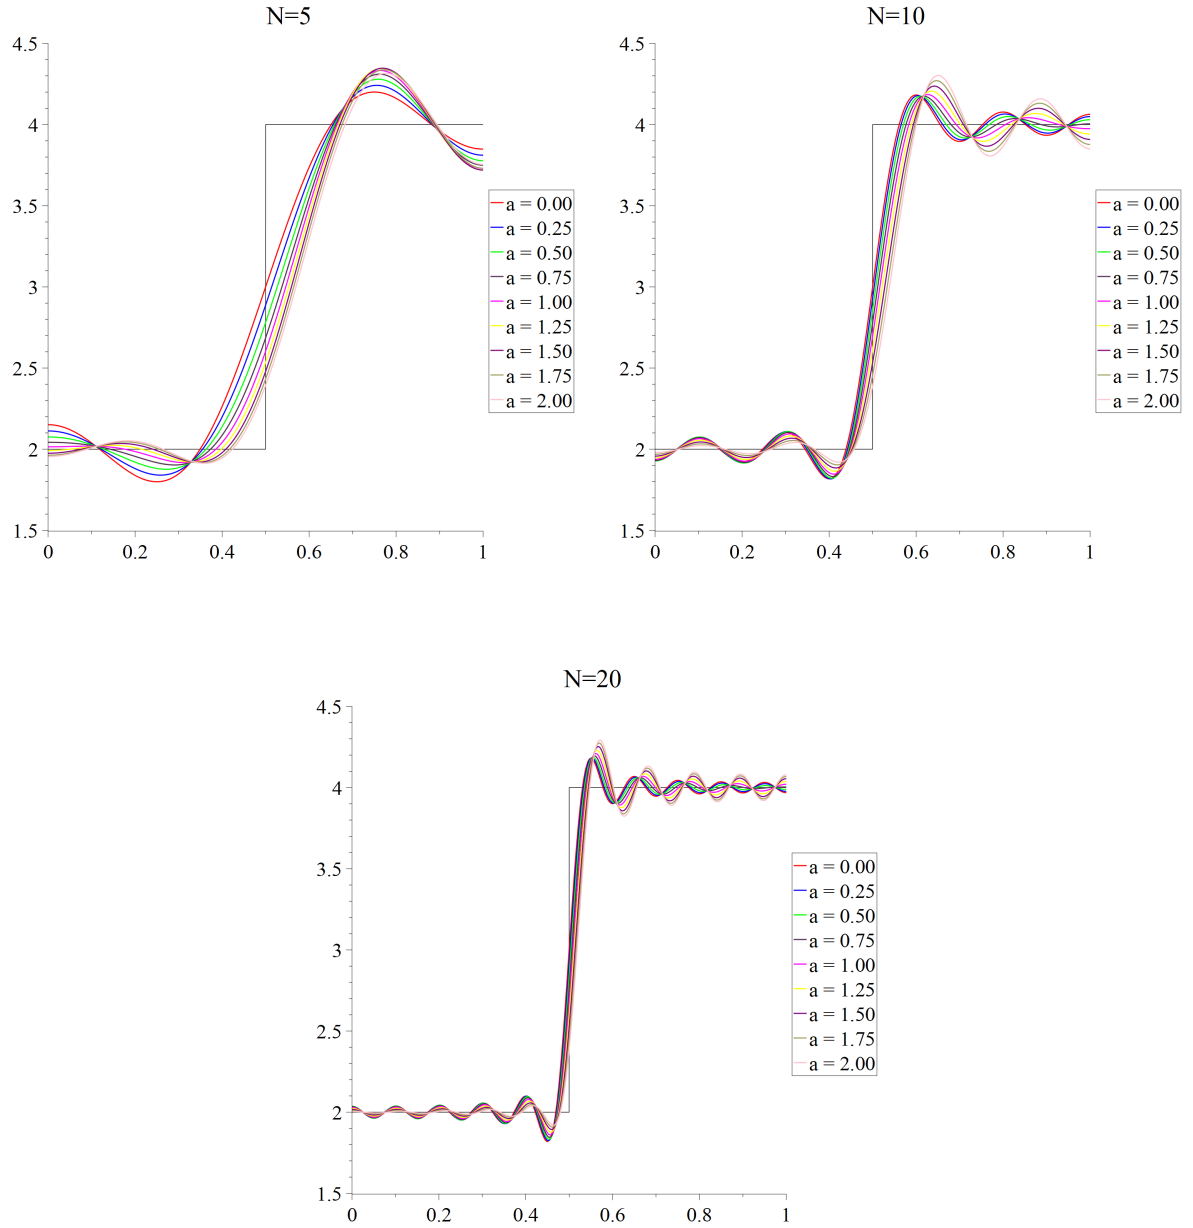 N=5
4.5
4
3.5
3
2.5
2
1.5
0 0.2 0.4 0.6 0.8 1
a = 0.00
a = 0.25
a = 0.50
a = 0.75
a = 1.00
a = 1.25
a = 1.50
a = 1.75
a = 2.00
N=10
4.5
4
3.5
3
2.5
2
1.5
0 0.2 0.4 0.6 0.8 1
a = 0.00
a = 0.25
a = 0.50
a = 0.75
a = 1.00
a = 1.25
a = 1.50
a = 1.75
a = 2.00
N=20
4.5
4
3.5
3
2.5
2
1.5
0 0.2 0.4 0.6 0.8 1
a = 0.00
a = 0.25
a = 0.50
a = 0.75
a = 1.00
a = 1.25
a = 1.50
a = 1.75
a = 2.00